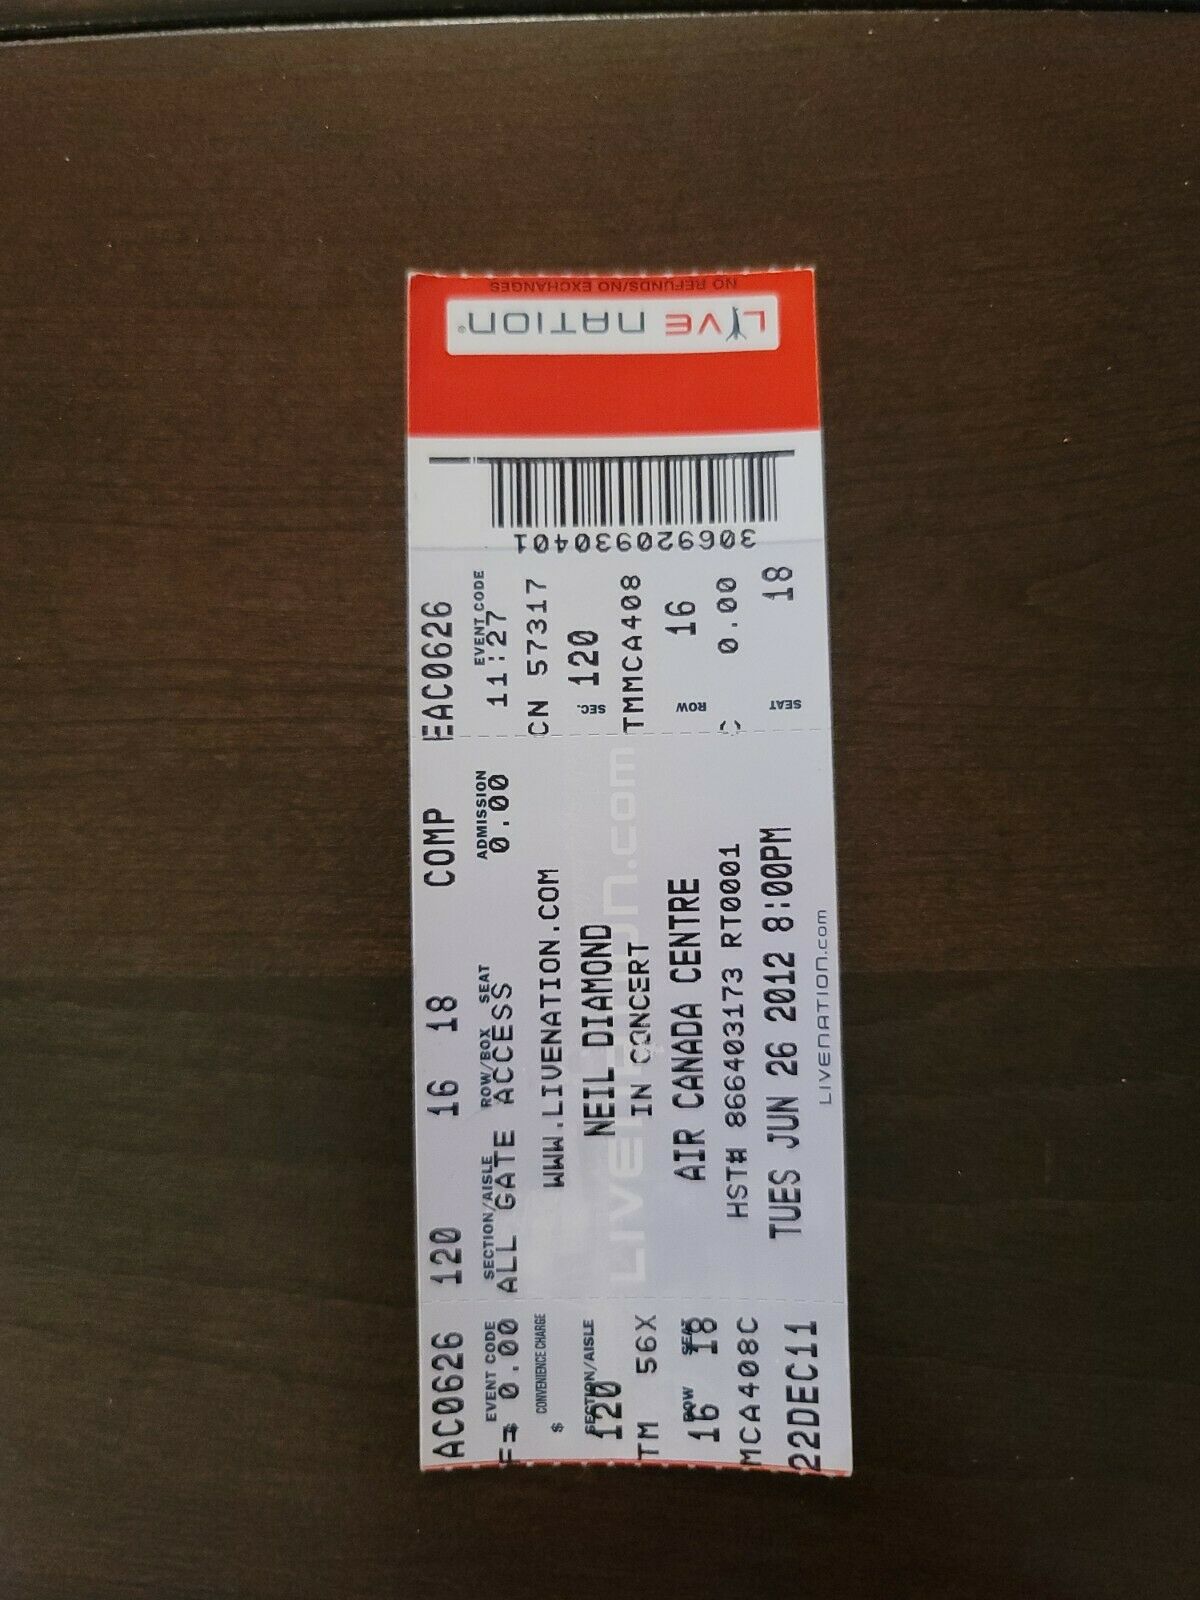 AC0626 120 16 18 COMP EAC0626
EVENT CODE SECTION/AISLE ROW/BOX SEAT ADMISSION EVENT CODE
0.00 ALL GATE ACCESS 0.00 11:27
$ CONVENIENCE CHARGE WWW.LIVENATION.COM CN 57317
SECTION/AISLE
120 NEIL DIAMOND SEC. 120
TM 56X IN CONCERT TMMCA408
ROW SEAT
16 18 AIR CANADA CENTRE ROW 16
MCA408C HST# 866403173 RT0001 0.00
22DEC11 TUES JUN 26 2012 8:00PM SEAT 18
LIVENATION.com
LIVENATION.com
306920930401
LIVE NATION®
NO REFUNDS/NO EXCHANGES